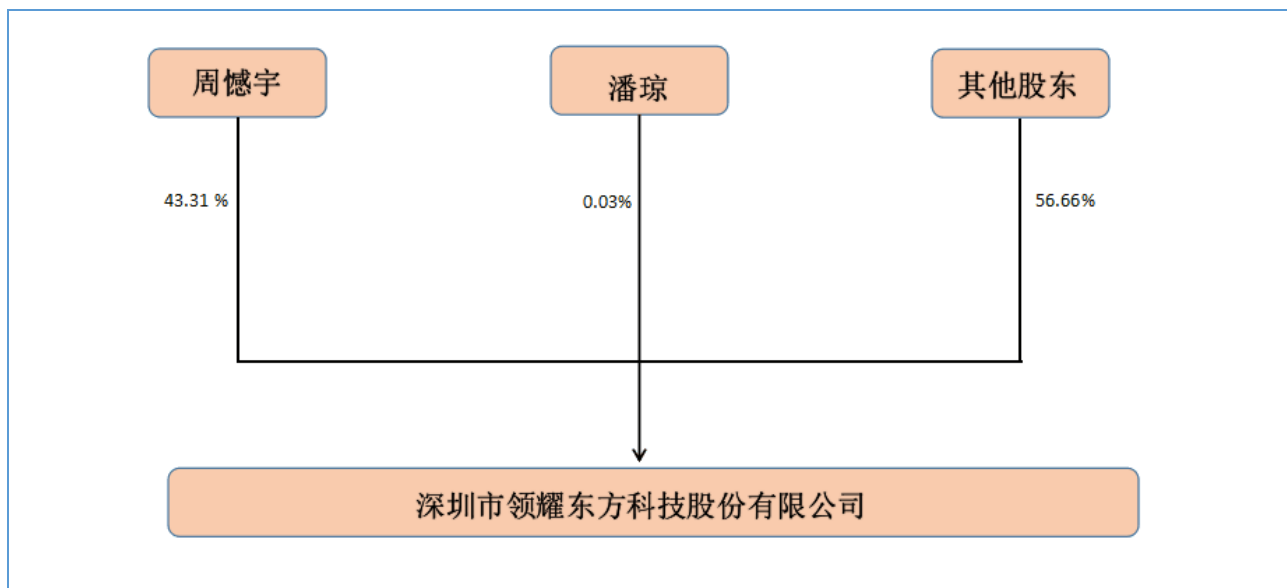 周憾宇
潘琼
其他股东
43.31 %
0.03%
56.66%
深圳市领耀东方科技股份有限公司